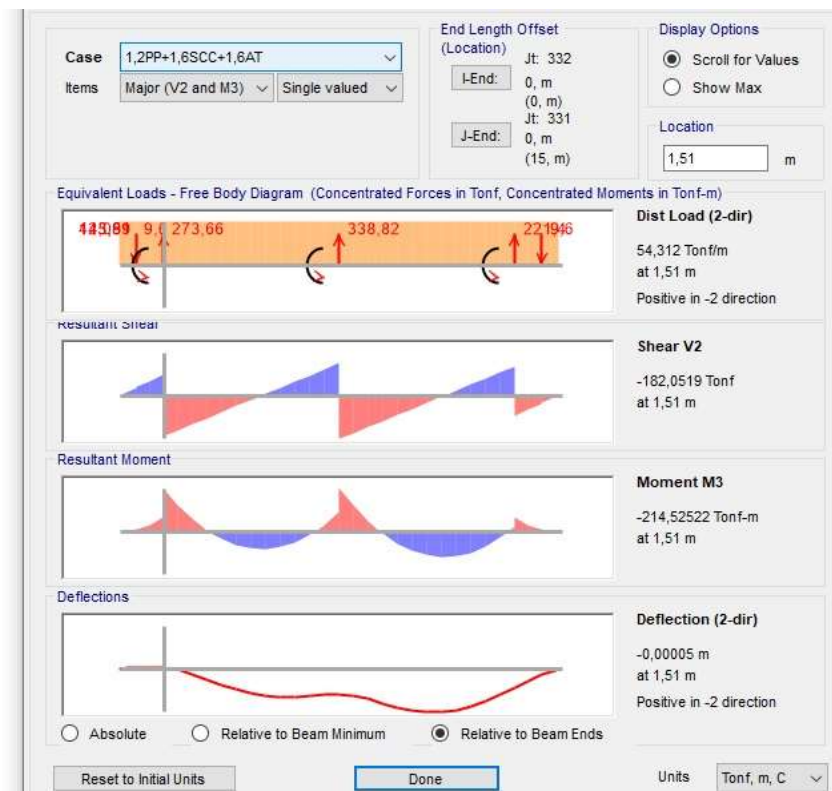 End Length Offset
(Location)
Display Options
Case 1,2PP+1,6SCC+1,6AT
Items Major (V2 and M3) Single valued
Jt: 332
I-End: 0, m
(0, m)
Jt: 331
J-End: 0, m
(15, m)
Scroll for Values
Show Max
Location
1,51 m
Equivalent Loads - Free Body Diagram (Concentrated Forces in Tonf, Concentrated Moments in Tonf-m)
273,66 338,82
Dist Load (2-dir)
54,312 Tonf/m
at 1,51 m
Positive in -2 direction
Resultant Shear
Shear V2
-182,0519 Tonf
at 1,51 m
Resultant Moment
Moment M3
-214,52522 Tonf-m
at 1,51 m
Deflections
Deflection (2-dir)
-0,00005 m
at 1,51 m
Positive in -2 direction
Absolute Relative to Beam Minimum Relative to Beam Ends
Reset to Initial Units Done Units Tonf, m, C